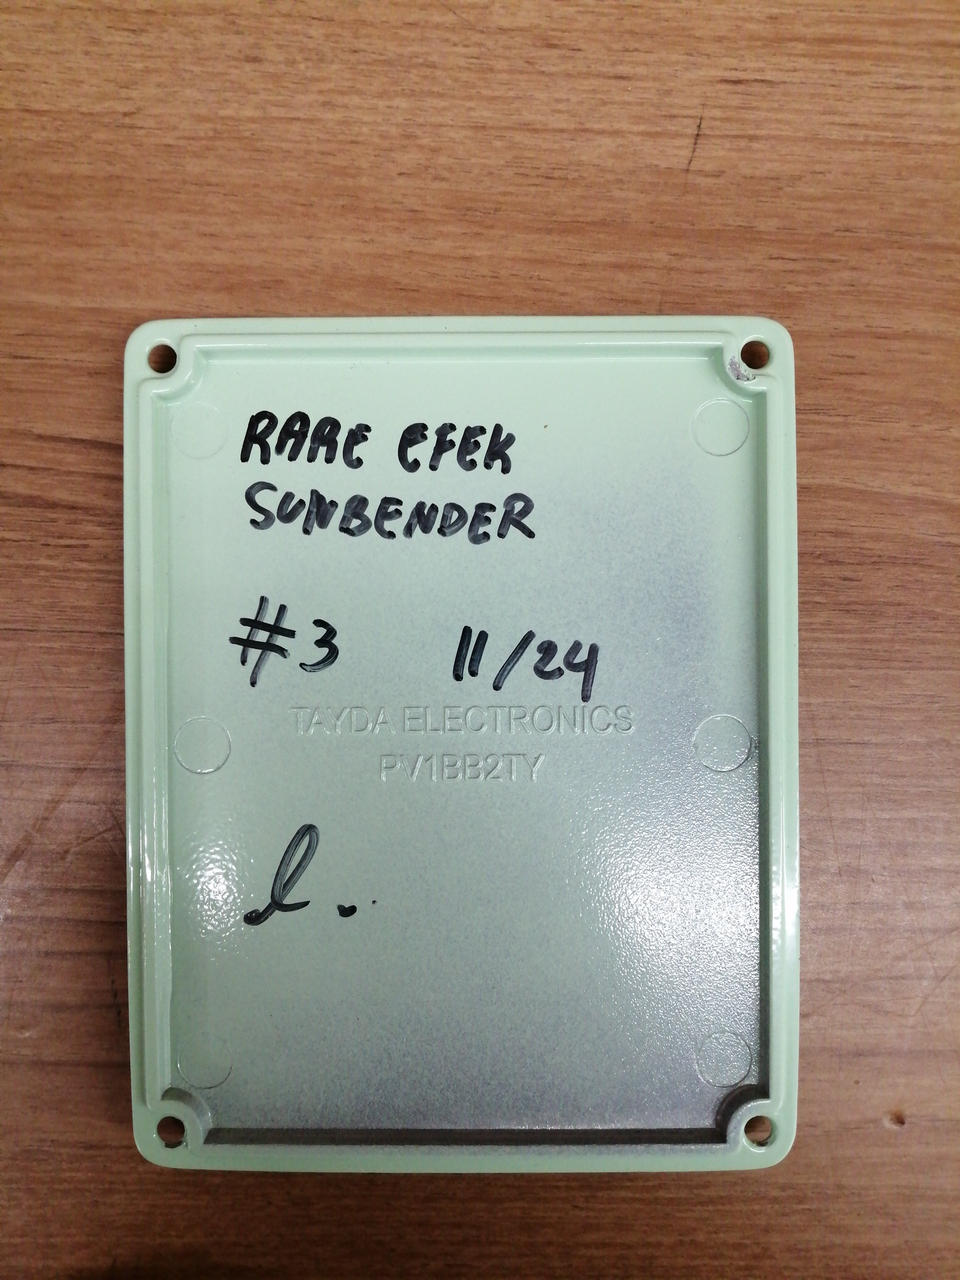 RARE EFEK
SUNBENDER
#3 11/24
TAYDA ELECTRONICS
PV1BB2TY
l.